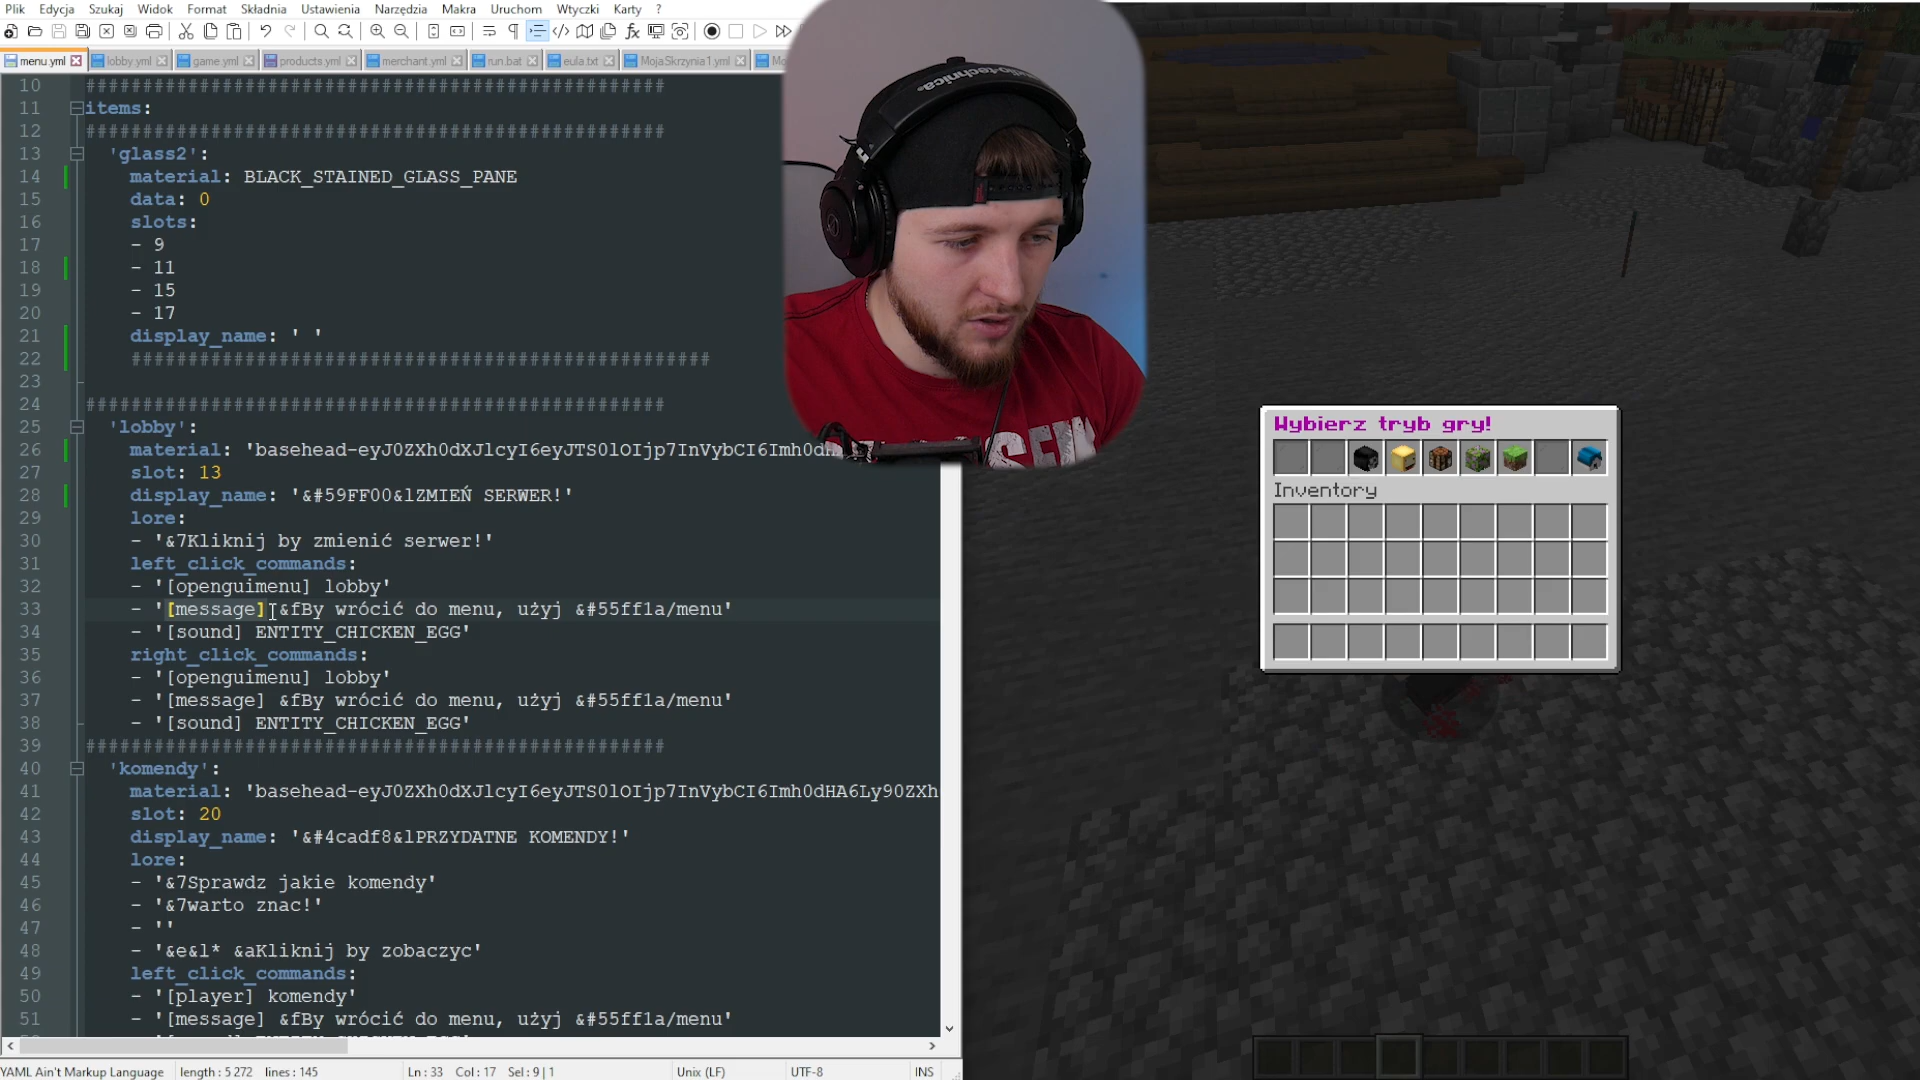 Plik Edycja Szukaj Widok Format Składnia Ustawienia Narzędzia Makra Uruchom Wtyczki Karty ?
menu.yml lobby.yml game.yml products.yml merchant.yml run.bat eula.txt MojaSkrzynia1.yml Mo
10 ##################################################
11 items:
12 ##################################################
13 'glass2':
14 material: BLACK_STAINED_GLASS_PANE
15 data: 0
16 slots:
17 - 9
18 - 11
19 - 15
20 - 17
21 display_name: ' '
22 ##################################################
23
24 ##################################################
25 'lobby':
26 material: 'basehead-eyJ0ZXh0dXJlcyI6eyJTS0lOIjp7InVybCI6Imh0dH
27 slot: 13
28 display_name: '&#59FF00&lZMIEŃ SERWER!'
29 lore:
30 - '&7Kliknij by zmienić serwer!'
31 left_click_commands:
32 - '[openguimenu] lobby'
33 - '[message] &fBy wrócić do menu, użyj &#55ff1a/menu'
34 - '[sound] ENTITY_CHICKEN_EGG'
35 right_click_commands:
36 - '[openguimenu] lobby'
37 - '[message] &fBy wrócić do menu, użyj &#55ff1a/menu'
38 - '[sound] ENTITY_CHICKEN_EGG'
39 ##################################################
40 'komendy':
41 material: 'basehead-eyJ0ZXh0dXJlcyI6eyJTS0lOIjp7InVybCI6Imh0dHA6Ly90ZXh
42 slot: 20
43 display_name: '&#4cadf8&lPRZYDATNE KOMENDY!'
44 lore:
45 - '&7Sprawdz jakie komendy'
46 - '&7warto znac!'
47 - ''
48 - '&e&l* &aKliknij by zobaczyc'
49 left_click_commands:
50 - '[player] komendy'
51 - '[message] &fBy wrócić do menu, użyj &#55ff1a/menu'
YAML Ain't Markup Language length : 5 272 lines : 145 Ln : 33 Col : 17 Sel : 9 | 1 Unix (LF) UTF-8 INS
audio-technica
Wybierz tryb gry!
Inventory